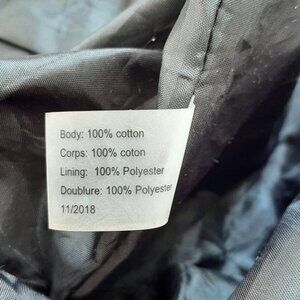 Body: 100% cotton
Corps: 100% coton
Lining: 100% Polyester
Doublure: 100% Polyester
11/2018